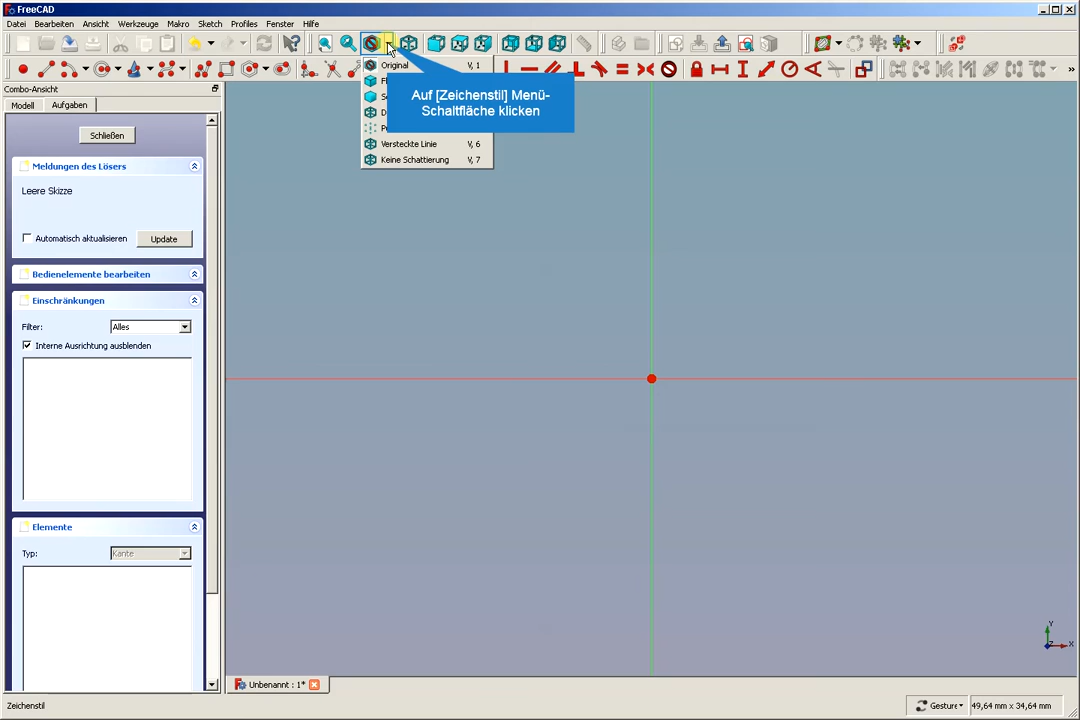 FreeCAD
Datei Bearbeiten Ansicht Werkzeuge Makro Sketch Profiles Fenster Hilfe
Original V, 1
Auf [Zeichenstil] Menü-
Schaltfläche klicken
Versteckte Linie V, 6
Keine Schattierung V, 7
Combo-Ansicht
Modell Aufgaben
Schließen
Meldungen des Lösers
Leere Skizze
Automatisch aktualisieren Update
Bedienelemente bearbeiten
Einschränkungen
Filter: Alles
Interne Ausrichtung ausblenden
Elemente
Typ: Kante
Y
Z X
Unbenannt : 1*
Zeichenstil
Gesture 49,64 mm x 34,64 mm